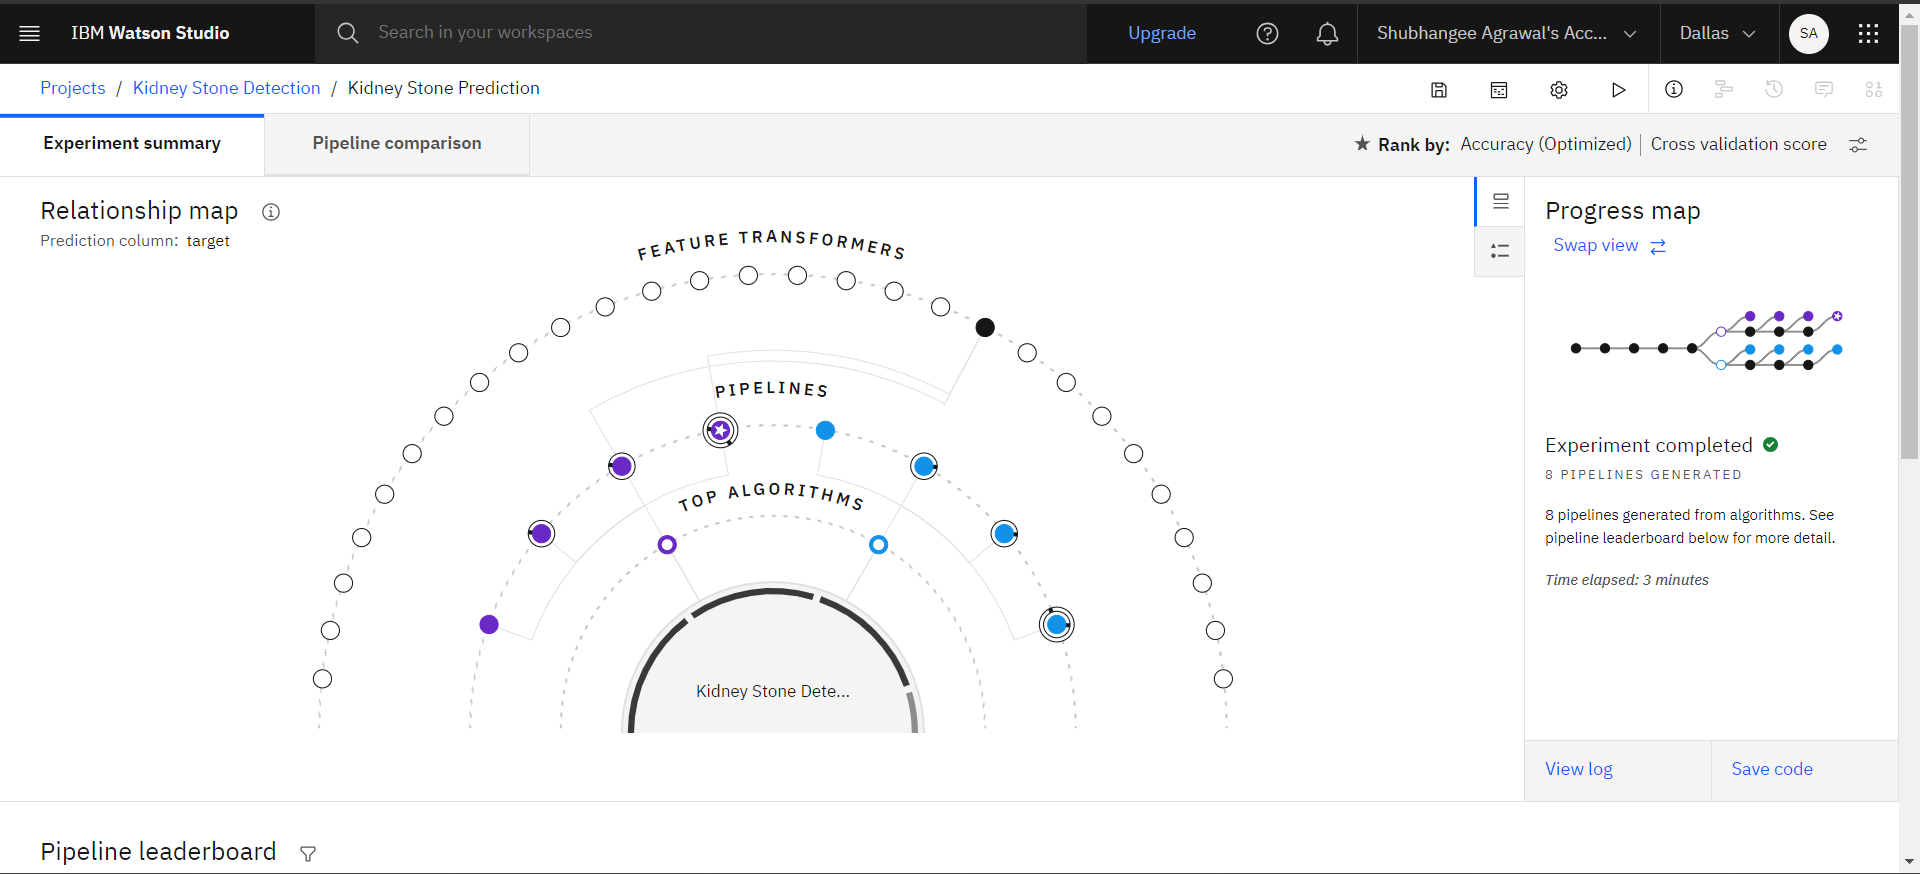 IBM Watson Studio
Search in your workspaces
Upgrade
Shubhangee Agrawal's Acc...
Dallas
SA
Projects / Kidney Stone Detection / Kidney Stone Prediction
Experiment summary
Pipeline comparison
Rank by: Accuracy (Optimized) | Cross validation score
Relationship map
Prediction column: target
FEATURE TRANSFORMERS
PIPELINES
TOP ALGORITHMS
Kidney Stone Dete...
Progress map
Swap view
Experiment completed
8 PIPELINES GENERATED
8 pipelines generated from algorithms. See
pipeline leaderboard below for more detail.
Time elapsed: 3 minutes
View log
Save code
Pipeline leaderboard